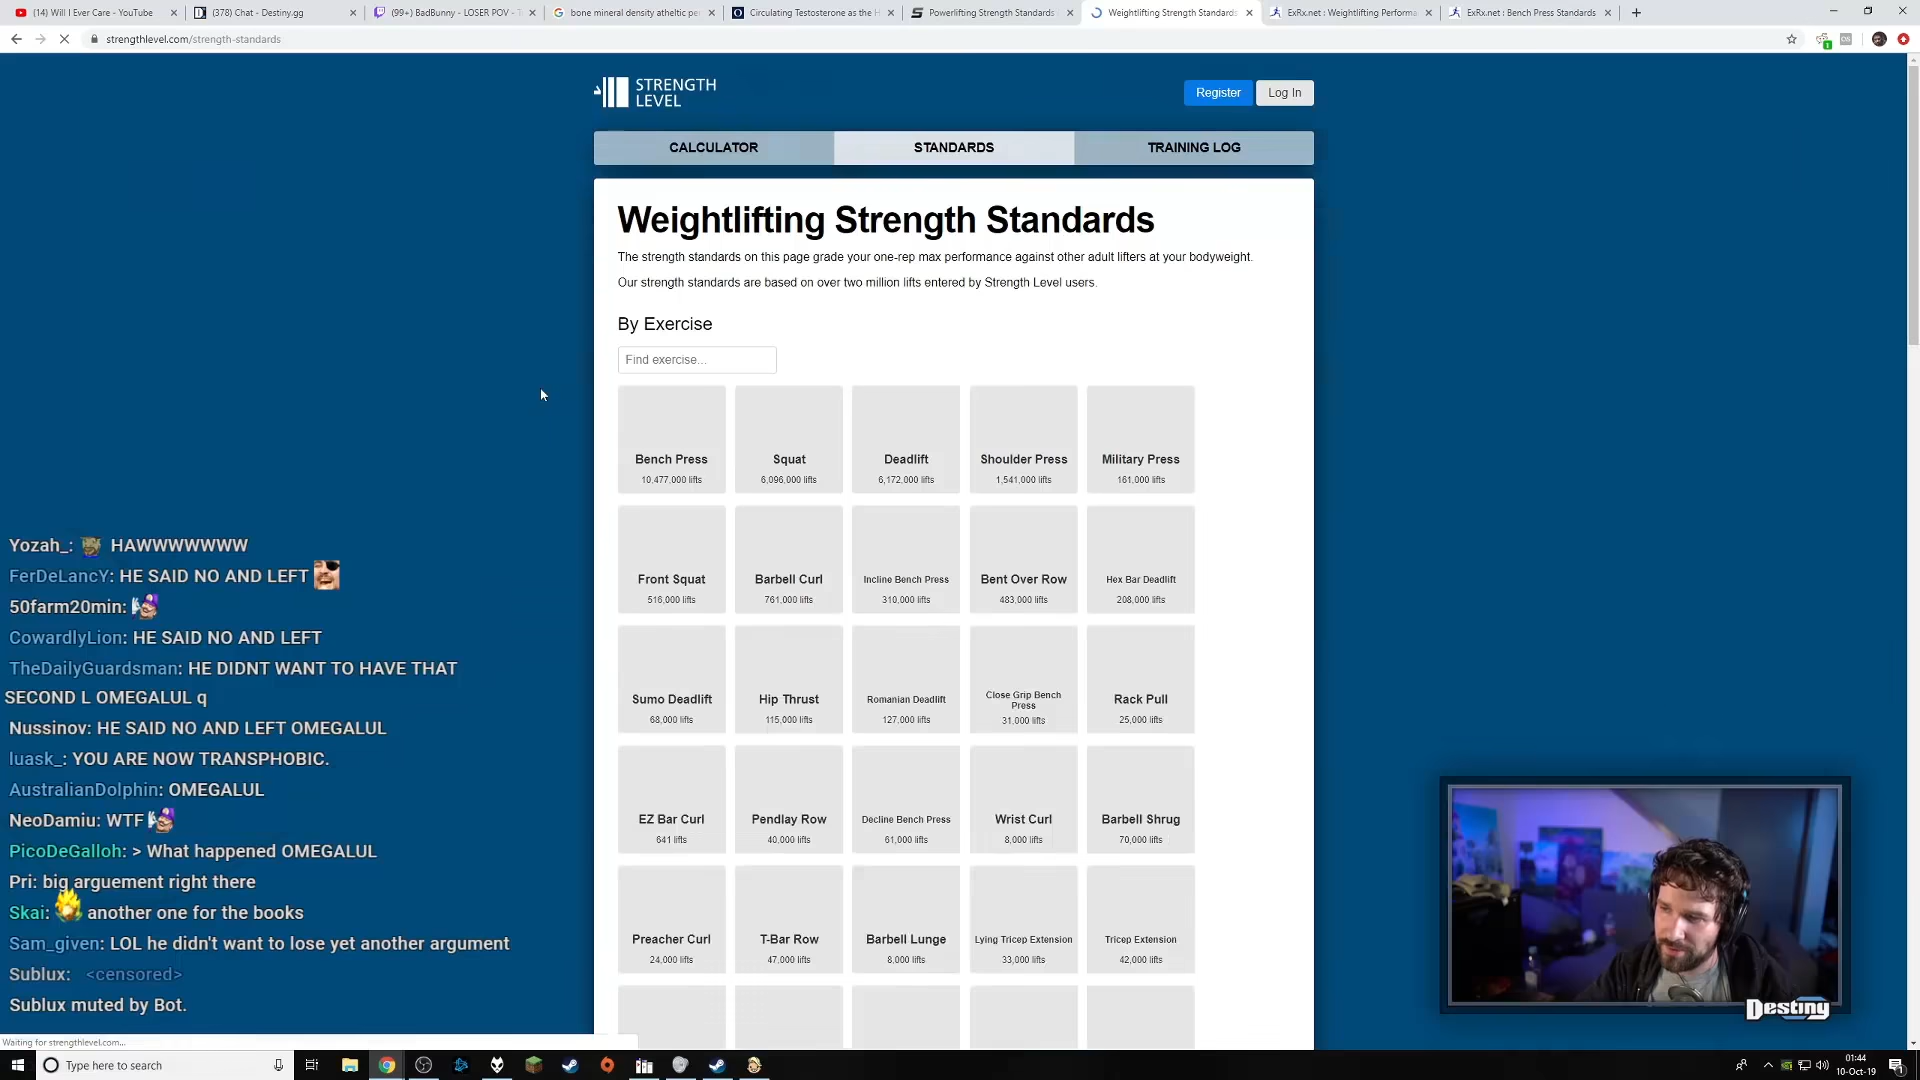 (14) Will I Ever Care - YouTube
(378) Chat - Destiny.gg
(99+) BadBunny - LOSER POV - T
bone mineral density atheltic pe
Circulating Testosterone as the H
Powerlifting Strength Standards
Weightlifting Strength Standards
ExRx.net : Weightlifting Performa
ExRx.net : Bench Press Standards
strengthlevel.com/strength-standards
STRENGTH
LEVEL
Register
Log In
CALCULATOR
STANDARDS
TRAINING LOG
Weightlifting Strength Standards
The strength standards on this page grade your one-rep max performance against other adult lifters at your bodyweight.
Our strength standards are based on over two million lifts entered by Strength Level users.
By Exercise
Find exercise...
Bench Press
10,477,000 lifts
Squat
6,096,000 lifts
Deadlift
6,172,000 lifts
Shoulder Press
1,541,000 lifts
Military Press
161,000 lifts
Front Squat
516,000 lifts
Barbell Curl
761,000 lifts
Incline Bench Press
310,000 lifts
Bent Over Row
483,000 lifts
Hex Bar Deadlift
208,000 lifts
Sumo Deadlift
68,000 lifts
Hip Thrust
115,000 lifts
Romanian Deadlift
127,000 lifts
Close Grip Bench
Press
31,000 lifts
Rack Pull
25,000 lifts
EZ Bar Curl
641 lifts
Pendlay Row
40,000 lifts
Decline Bench Press
61,000 lifts
Wrist Curl
8,000 lifts
Barbell Shrug
70,000 lifts
Preacher Curl
24,000 lifts
T-Bar Row
47,000 lifts
Barbell Lunge
8,000 lifts
Lying Tricep Extension
33,000 lifts
Tricep Extension
42,000 lifts
Yozah_: HAWWWWWWW
FerDeLancY: HE SAID NO AND LEFT
50farm20min:
CowardlyLion: HE SAID NO AND LEFT
TheDailyGuardsman: HE DIDNT WANT TO HAVE THAT
SECOND L OMEGALUL q
Nussinov: HE SAID NO AND LEFT OMEGALUL
luask_: YOU ARE NOW TRANSPHOBIC.
AustralianDolphin: OMEGALUL
NeoDamiu: WTF
PicoDeGalloh: > What happened OMEGALUL
Pri: big arguement right there
Skai: another one for the books
Sam_given: LOL he didn't want to lose yet another argument
Sublux: <censored>
Sublux muted by Bot.
Destiny
Waiting for strengthlevel.com...
Type here to search
01:44
10-Oct-19